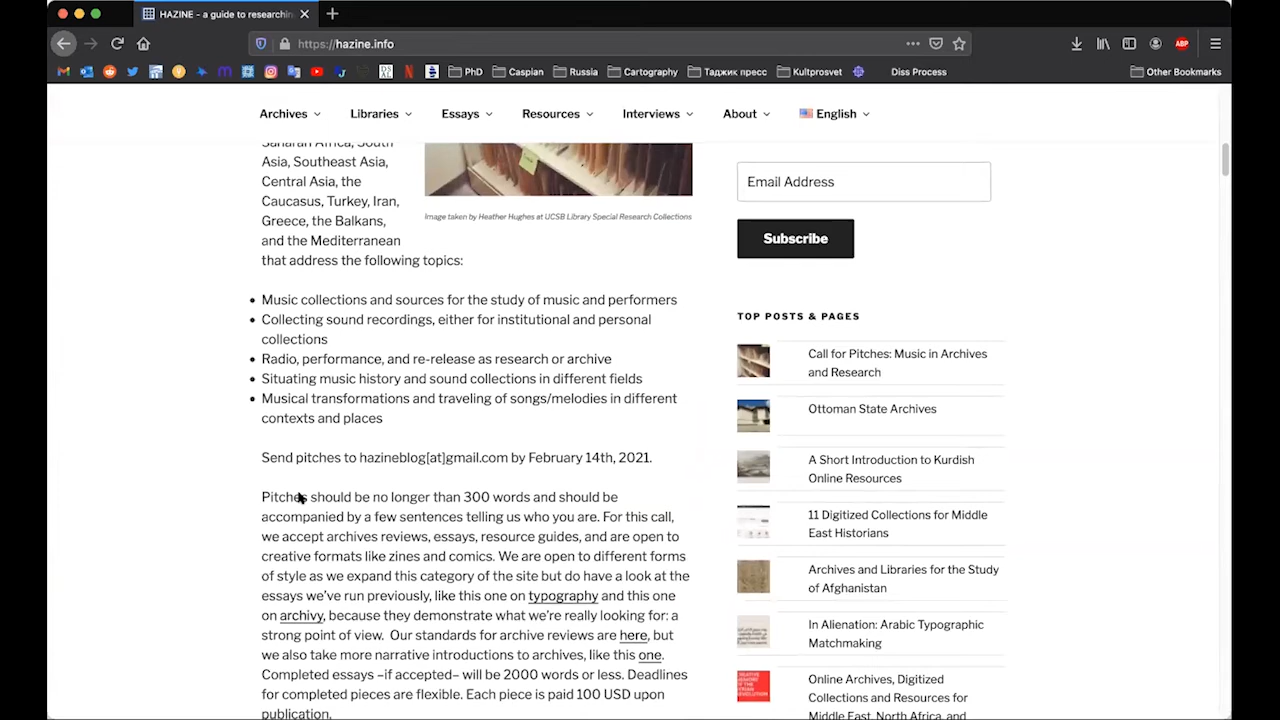 HAZINE - a guide to researchin
https://hazine.info
PhD
Caspian
Russia
Cartography
Таджик пресс
Kultprosvet
Diss Process
Other Bookmarks
ABP
Archives
Libraries
Essays
Resources
Interviews
About
English
Saharan Africa, South
Asia, Southeast Asia,
Central Asia, the
Caucasus, Turkey, Iran,
Greece, the Balkans,
and the Mediterranean
that address the following topics:
Image taken by Heather Hughes at UCSB Library Special Research Collections
Music collections and sources for the study of music and performers
Collecting sound recordings, either for institutional and personal
collections
Radio, performance, and re-release as research or archive
Situating music history and sound collections in different fields
Musical transformations and traveling of songs/melodies in different
contexts and places
Send pitches to hazineblog[at]gmail.com by February 14th, 2021.
Pitches should be no longer than 300 words and should be
accompanied by a few sentences telling us who you are. For this call,
we accept archives reviews, essays, resource guides, and are open to
creative formats like zines and comics. We are open to different forms
of style as we expand this category of the site but do have a look at the
essays we've run previously, like this one on typography and this one
on archivy, because they demonstrate what we're really looking for: a
strong point of view. Our standards for archive reviews are here, but
we also take more narrative introductions to archives, like this one.
Completed essays –if accepted– will be 2000 words or less. Deadlines
for completed pieces are flexible. Each piece is paid 100 USD upon
publication.
Email Address
Subscribe
TOP POSTS & PAGES
Call for Pitches: Music in Archives
and Research
Ottoman State Archives
A Short Introduction to Kurdish
Online Resources
11 Digitized Collections for Middle
East Historians
Archives and Libraries for the Study
of Afghanistan
In Alienation: Arabic Typographic
Matchmaking
Online Archives, Digitized
Collections and Resources for
Middle East, North Africa, and